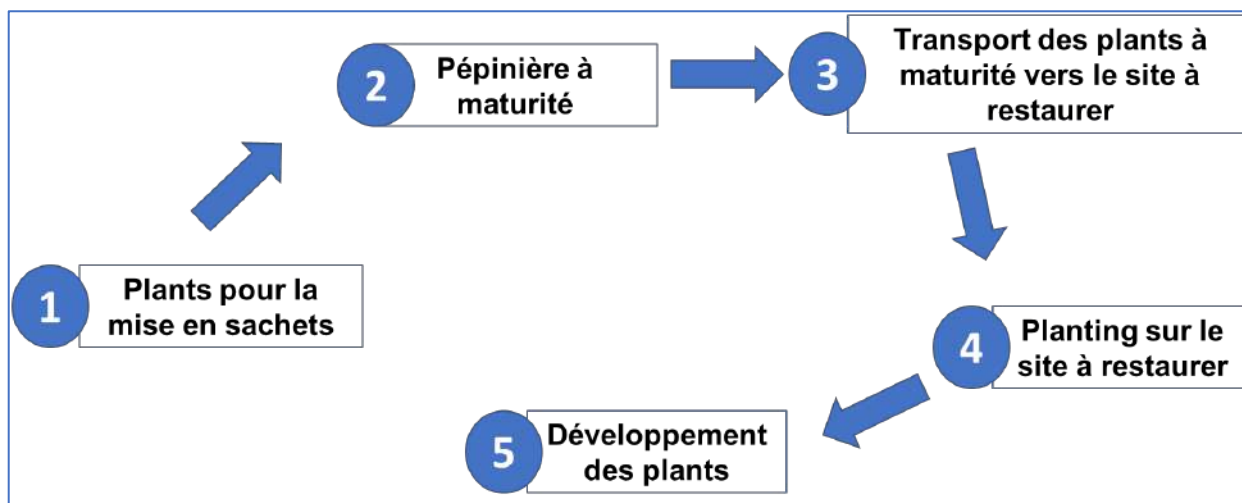 1
Plants pour la
mise en sachets
2
Pépinière à
maturité
3
Transport des plants à
maturité vers le site à
restaurer
4
Planting sur le
site à restaurer
5
Développement
des plants